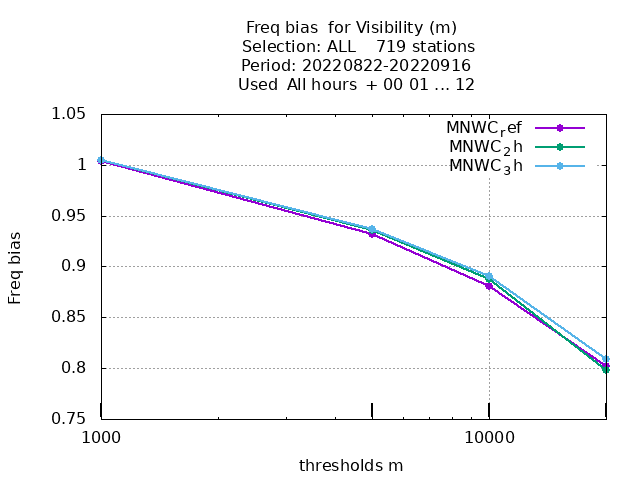 Freq bias  for Visibility (m)
Selection: ALL    719 stations
Period: 20220822-20220916
Used  All hours  + 00 01 ... 12
1.05
1
0.95
0.9
0.85
0.8
0.75
Freq bias
MNWC_ref
MNWC_2h
MNWC_3h
1000
10000
thresholds m